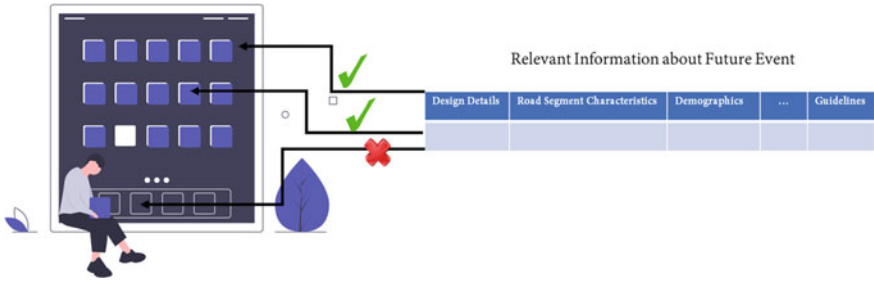 Relevant Information about Future Event
Design Details Road Segment Characteristics Demographics ... Guidelines